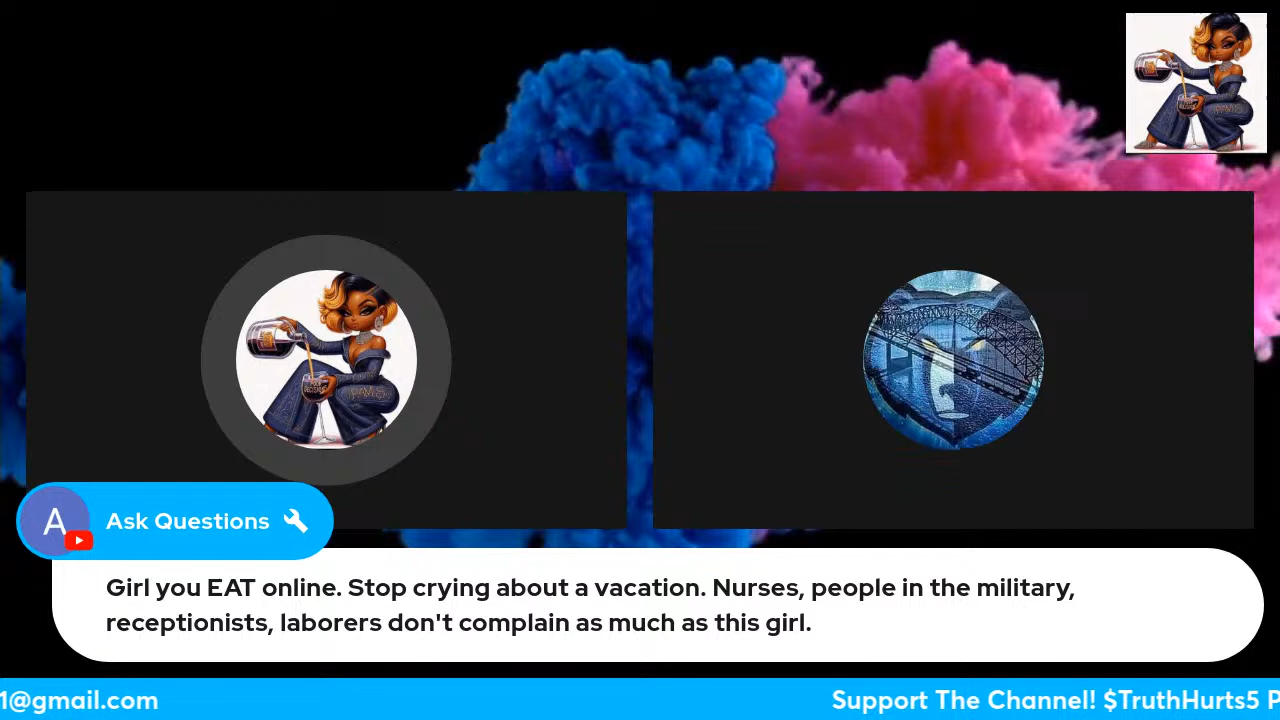 A
Ask Questions
Girl you EAT online. Stop crying about a vacation. Nurses, people in the military,
receptionists, laborers don't complain as much as this girl.
1@gmail.com
Support The Channel! $TruthHurts5 P